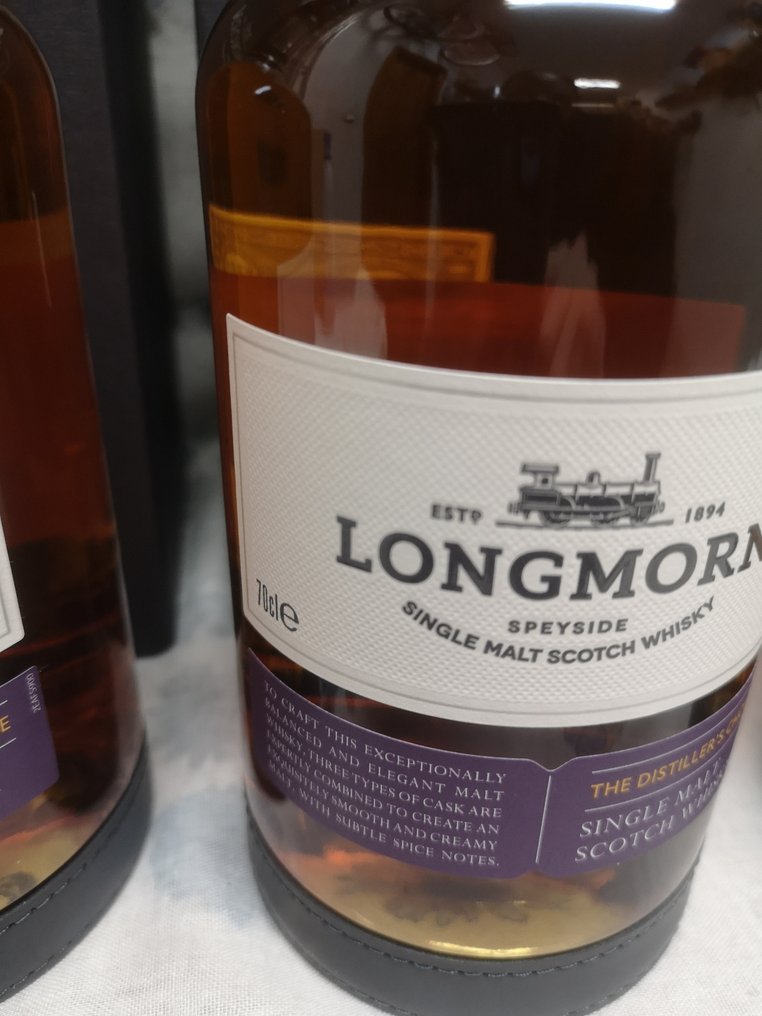 ESTD 1894
LONGMORN
SPEYSIDE
SINGLE MALT SCOTCH WHISKY
70cl e
TO CRAFT THIS EXCEPTIONALLY
BALANCED AND ELEGANT MALT
WHISKY, THREE TYPES OF CASK ARE
EXPERTLY COMBINED TO CREATE AN
EXQUISITELY SMOOTH AND CREAMY
MALT WITH SUBTLE SPICE NOTES.
THE DISTILLER'S
SINGLE MALT
SCOTCH WHISKY
E